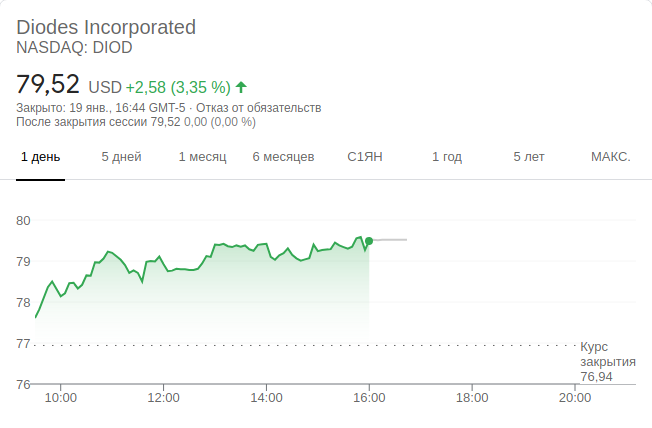 Diodes Incorporated
NASDAQ: DIOD
79,52 USD +2,58 (3,35 %)
Закрыто: 19 янв., 16:44 GMT-5 · Отказ от обязательств
После закрытия сессии 79,52 0,00 (0,00 %)
1 день 5 дней 1 месяц 6 месяцев С1ЯН 1 год 5 лет МАКС.
80
79
78
77
Курс
закрытия
76,94
76
10:00 12:00 14:00 16:00 18:00 20:00